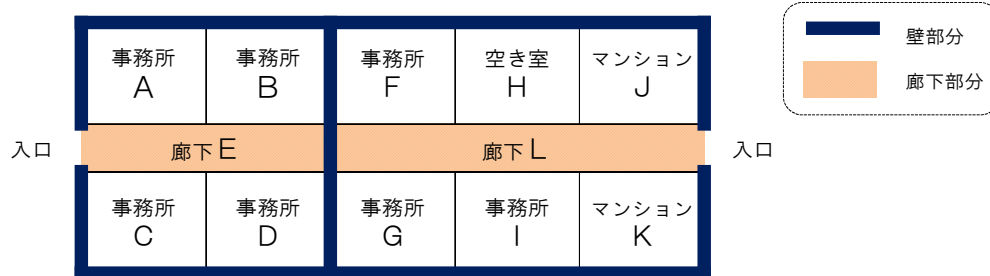 事務所
A
事務所
B
事務所
F
空き室
H
マンション
J
壁部分
廊下部分
入口
廊下E
廊下L
入口
事務所
C
事務所
D
事務所
G
事務所
I
マンション
K